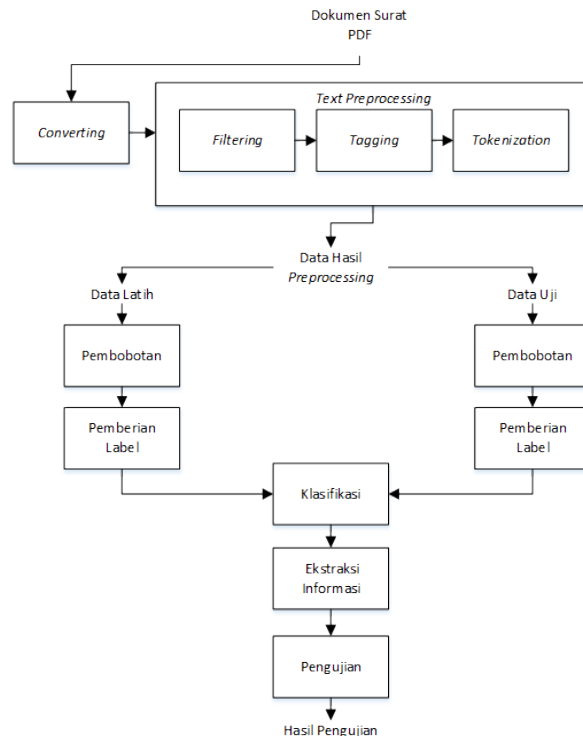 Dokumen Surat
PDF
Text Preprocessing
Converting
Filtering
Tagging
Tokenization
Data Hasil
Preprocessing
Data Latih
Data Uji
Pembobotan
Pembobotan
Pemberian
Label
Pemberian
Label
Klasifikasi
Ekstraksi
Informasi
Pengujian
Hasil Pengujian